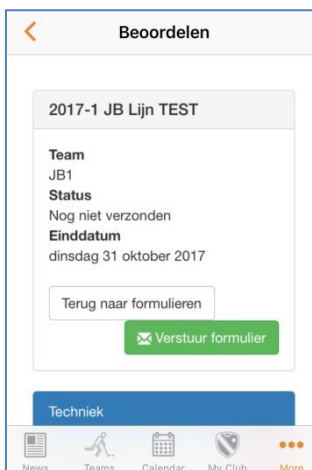 Beoordelen
2017-1 JB Lijn TEST
Team
JB1
Status
Nog niet verzonden
Einddatum
dinsdag 31 oktober 2017
Terug naar formulieren
Verstuur formulier
Techniek
News Teams Calendar My Club More